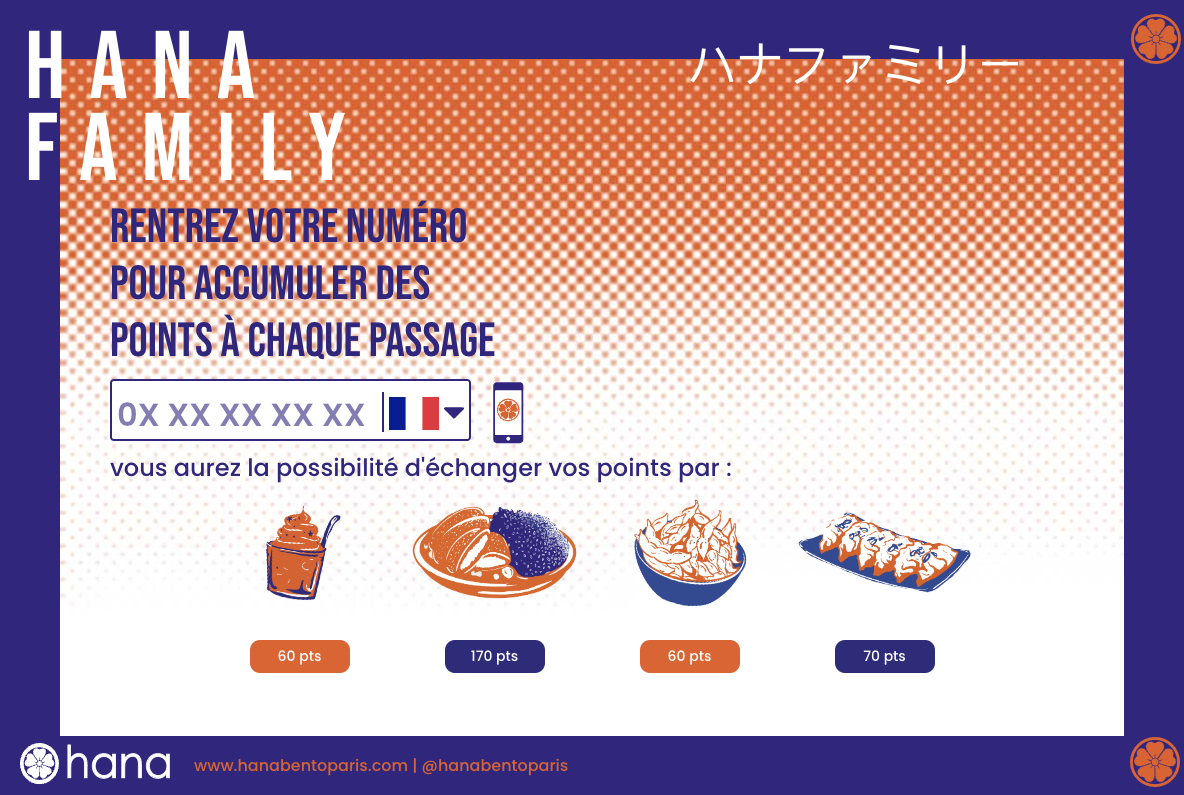 HANA
FAMILY
ハナファミリー
RENTREZ VOTRE NUMÉRO
POUR ACCUMULER DES
POINTS À CHAQUE PASSAGE
0X XX XX XX XX
vous aurez la possibilité d'échanger vos points par :
60 pts
170 pts
60 pts
70 pts
hana
www.hanabentoparis.com | @hanabentoparis